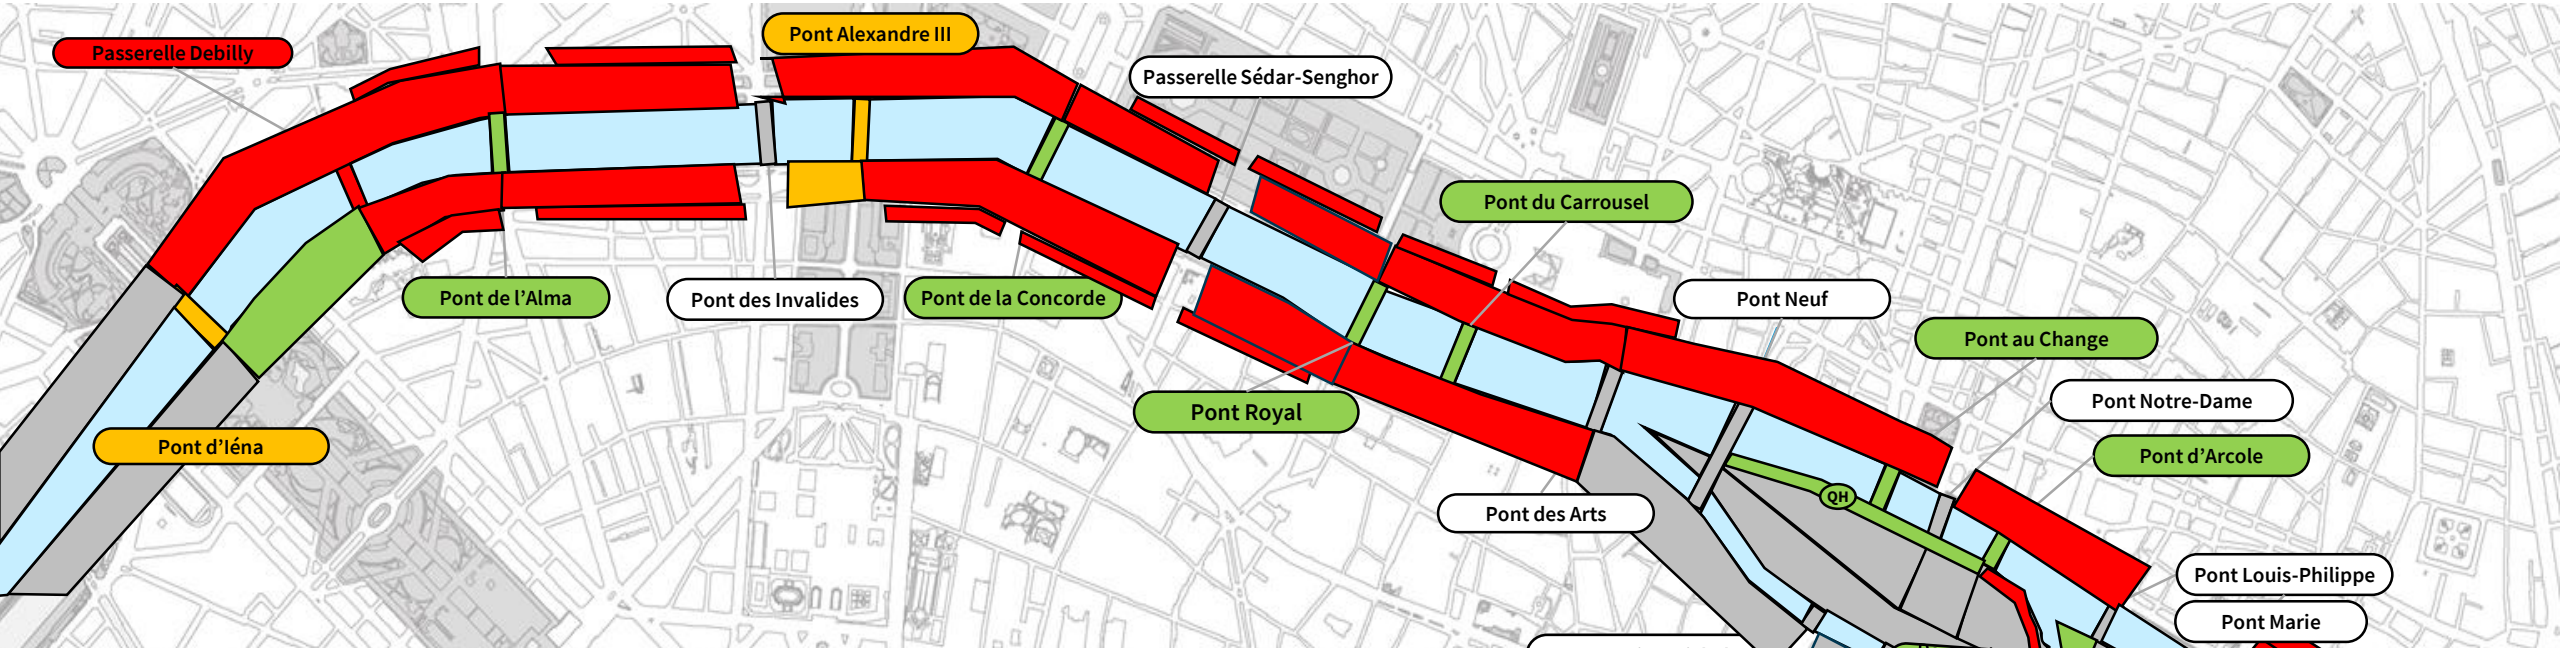 Pont Alexandre III
Passerelle Debilly
Passerelle Sédar-Senghor
Pont du Carrousel
Pont de l’Alma
Pont des Invalides
Pont de la Concorde
Pont Neuf
Pont au Change
Pont Notre-Dame
Pont Royal
Pont d’Iéna
Pont d’Arcole
QH
Pont des Arts
Pont Louis-Philippe
Pont Marie